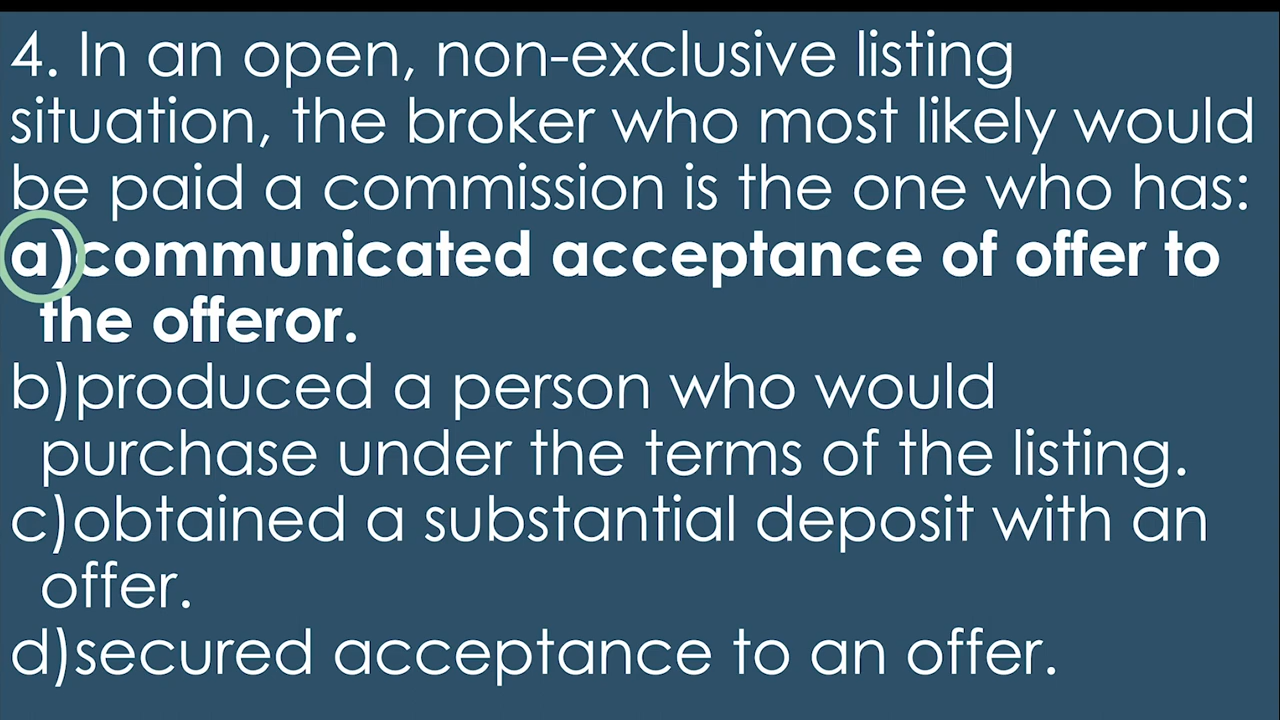 4. In an open, non-exclusive listing
situation, the broker who most likely would
be paid a commission is the one who has:
a)communicated acceptance of offer to
the offeror.
b)produced a person who would
purchase under the terms of the listing.
c)obtained a substantial deposit with an
offer.
d)secured acceptance to an offer.